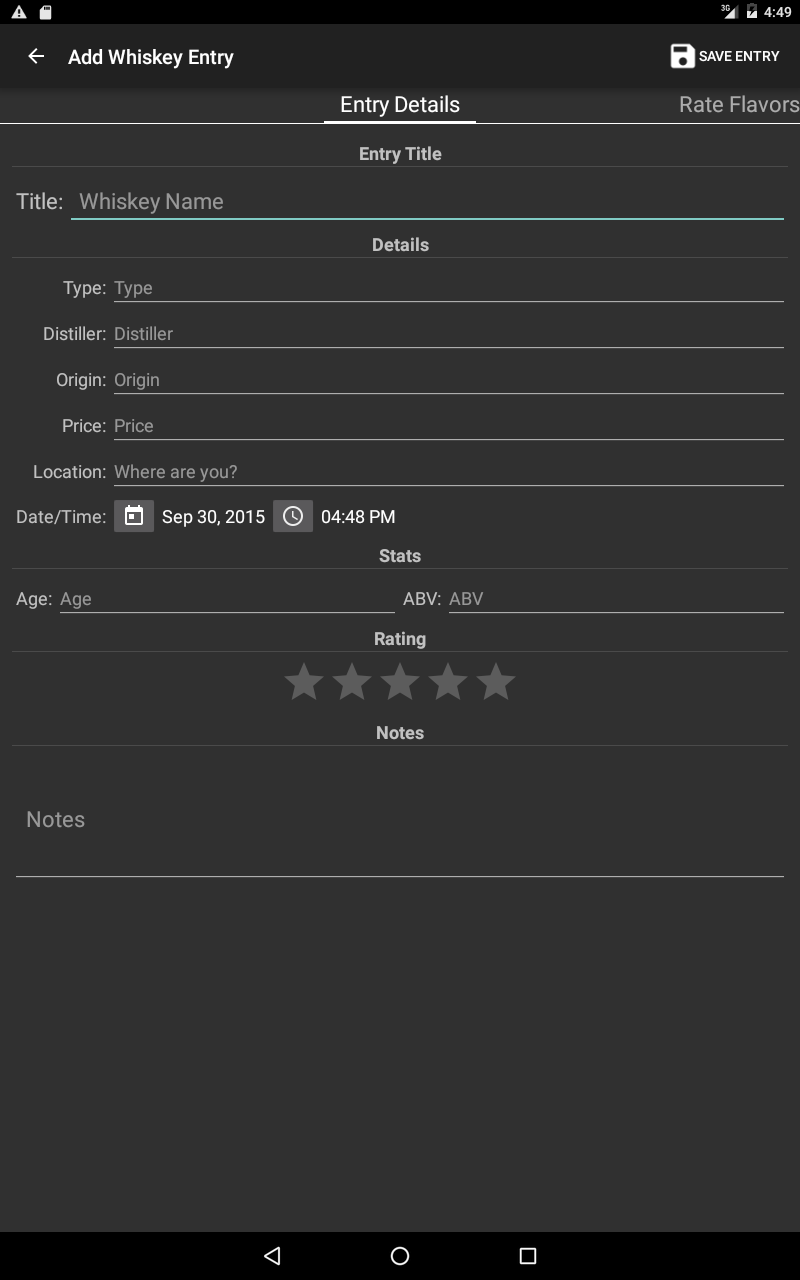 3G 4:49
Add Whiskey Entry SAVE ENTRY
Entry Details Rate Flavors
Entry Title
Title: Whiskey Name
Details
Type: Type
Distiller: Distiller
Origin: Origin
Price: Price
Location: Where are you?
Date/Time: Sep 30, 2015 04:48 PM
Stats
Age: Age ABV: ABV
Rating
Notes
Notes